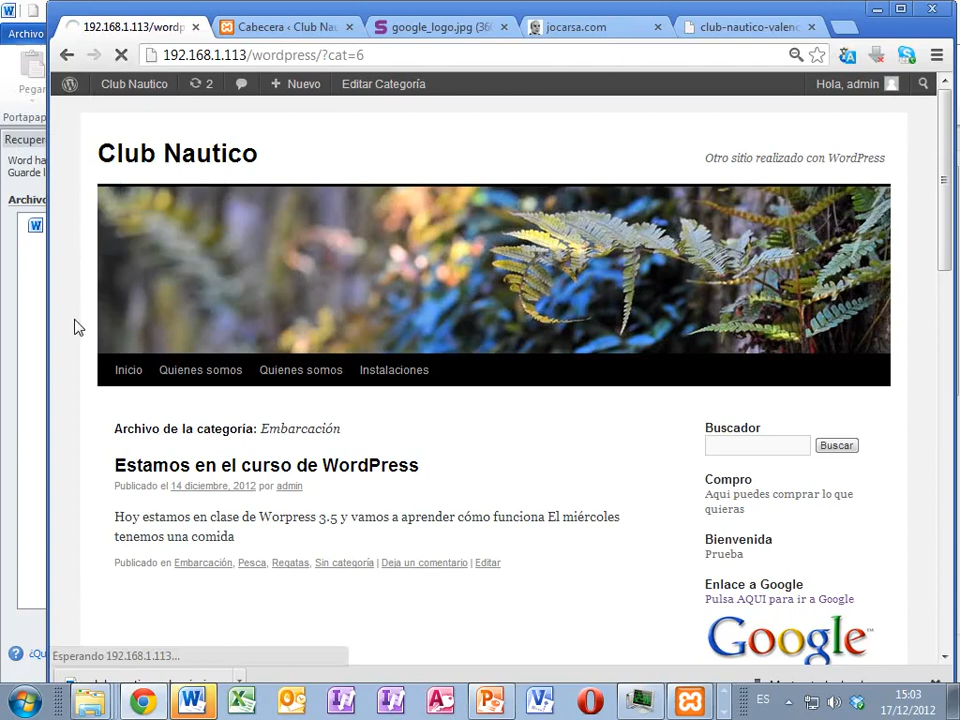 192.168.1.113/wordp
Cabecera ‹ Club Nau
google_logo.jpg (36
jocarsa.com
club-nautico-valen
Archivo
192.168.1.113/wordpress/?cat=6
Pegar
Club Nautico
2
Nuevo
Editar Categoría
Hola, admin
Portapap
Recuper
Word ha
Guarde l
Archivo
Club Nautico
Otro sitio realizado con WordPress
Inicio
Quienes somos
Quienes somos
Instalaciones
Archivo de la categoría: Embarcación
Estamos en el curso de WordPress
Publicado el 14 diciembre, 2012 por admin
Hoy estamos en clase de Worpress 3.5 y vamos a aprender cómo funciona El miércoles
tenemos una comida
Publicado en Embarcación, Pesca, Regatas, Sin categoría | Deja un comentario | Editar
Buscador
Buscar
Compro
Aqui puedes comprar lo que
quieras
Bienvenida
Prueba
Enlace a Google
Pulsa AQUI para ir a Google
Google™
¿Qu
Esperando 192.168.1.113...
ES
15:03
17/12/2012